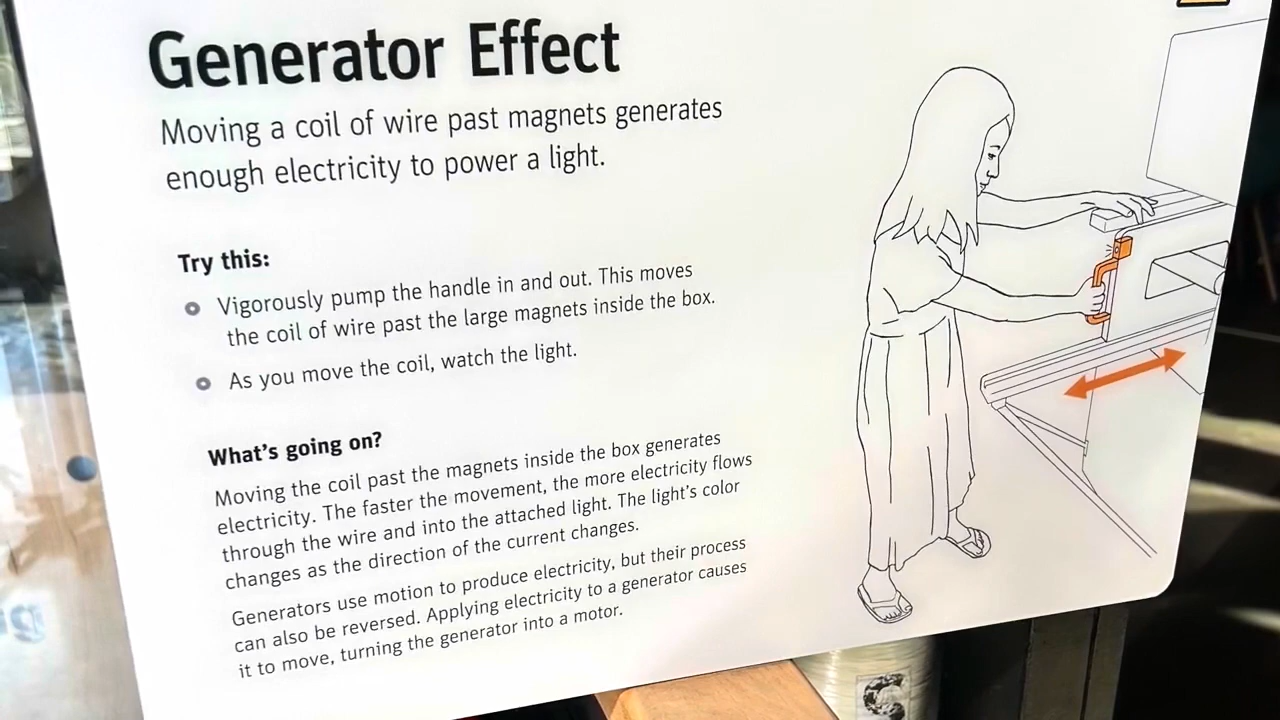 Generator Effect
Moving a coil of wire past magnets generates
enough electricity to power a light.
Try this:
Vigorously pump the handle in and out. This moves
the coil of wire past the large magnets inside the box.
As you move the coil, watch the light.
What's going on?
Moving the coil past the magnets inside the box generates
electricity. The faster the movement, the more electricity flows
through the wire and into the attached light. The light's color
changes as the direction of the current changes.
Generators use motion to produce electricity, but their process
can also be reversed. Applying electricity to a generator causes
it to move, turning the generator into a motor.